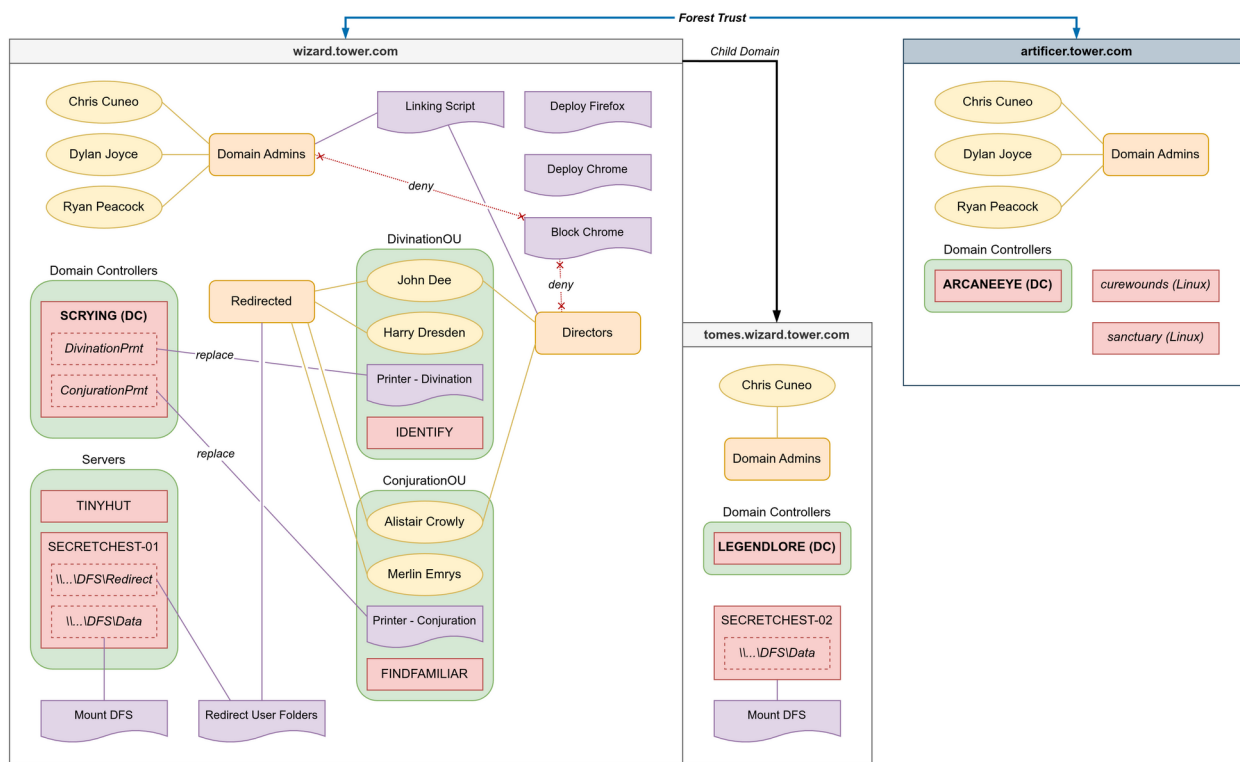 Forest Trust
wizard.tower.com
Child Domain
artificer.tower.com
Chris Cuneo
Dylan Joyce
Ryan Peacock
Domain Admins
Linking Script
Deploy Firefox
Deploy Chrome
Block Chrome
deny
deny
Domain Controllers
SCRYING (DC)
DivinationPrnt
ConjurationPrnt
replace
replace
Redirected
DivinationOU
John Dee
Harry Dresden
Printer - Divination
IDENTIFY
Directors
Servers
TINYHUT
SECRETCHEST-01
\\...\DFS\Redirect
\\...\DFS\Data
ConjurationOU
Alistair Crowly
Merlin Emrys
Printer - Conjuration
FINDFAMILIAR
Mount DFS
Redirect User Folders
tomes.wizard.tower.com
Chris Cuneo
Domain Admins
Domain Controllers
LEGENDLORE (DC)
SECRETCHEST-02
\\...\DFS\Data
Mount DFS
Chris Cuneo
Dylan Joyce
Ryan Peacock
Domain Admins
Domain Controllers
ARCANEEYE (DC)
curewounds (Linux)
sanctuary (Linux)